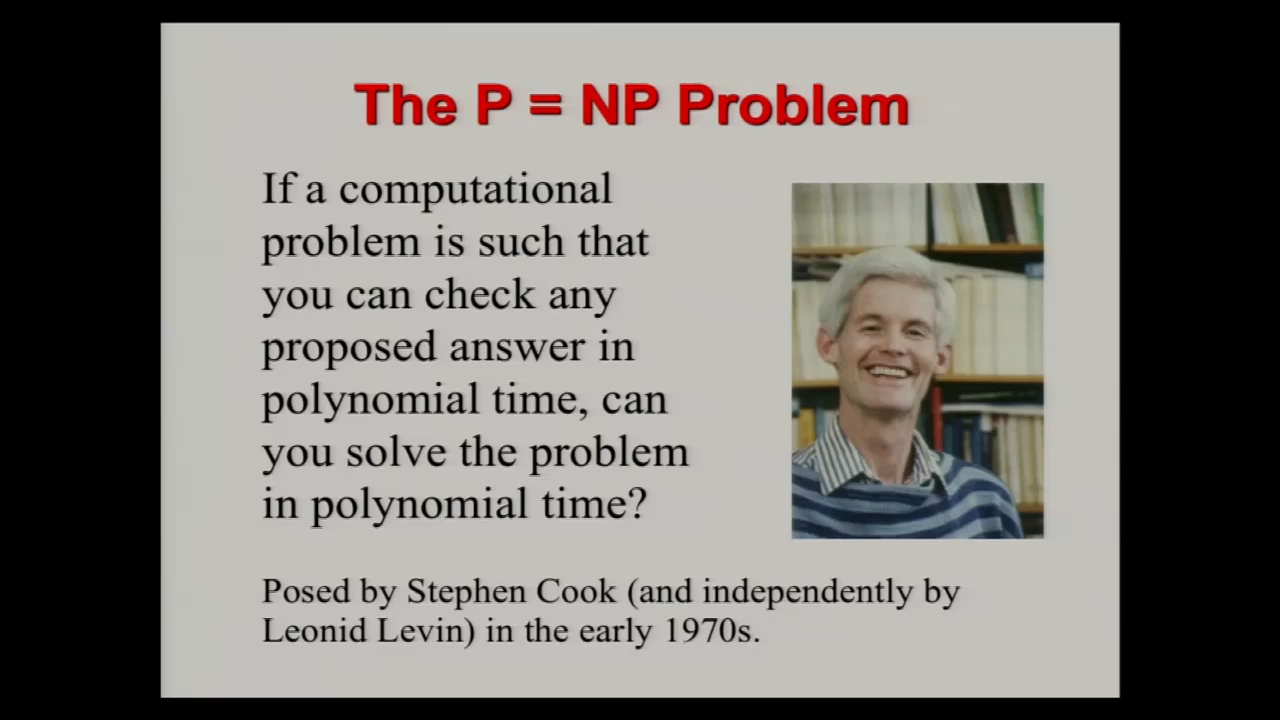 The P = NP Problem
If a computational
problem is such that
you can check any
proposed answer in
polynomial time, can
you solve the problem
in polynomial time?
Posed by Stephen Cook (and independently by
Leonid Levin) in the early 1970s.